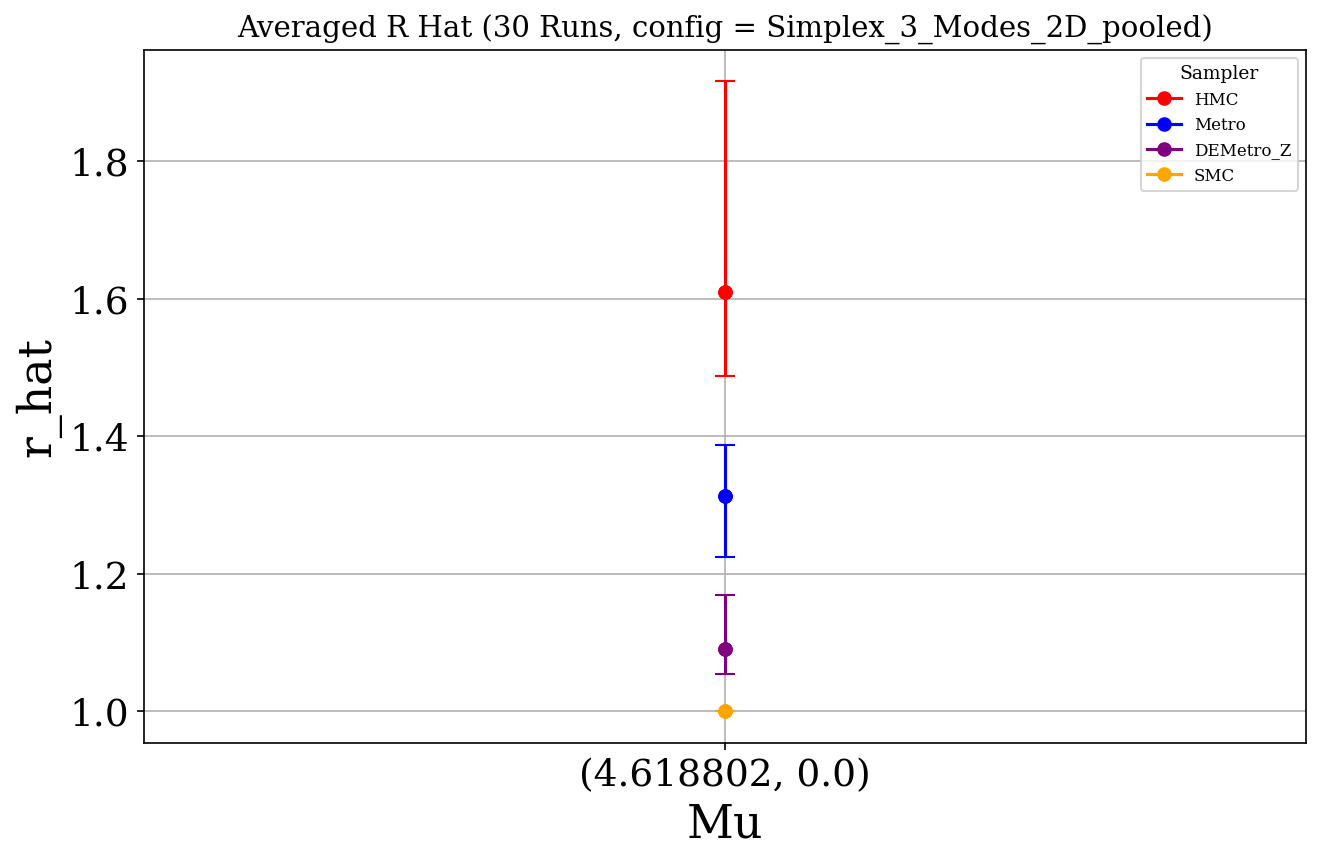 Averaged R Hat (30 Runs, config = Simplex_3_Modes_2D_pooled)
Sampler
HMC
Metro
DEMetro_Z
SMC
r_hat
1.8
1.6
1.4
1.2
1.0
(4.618802, 0.0)
Mu